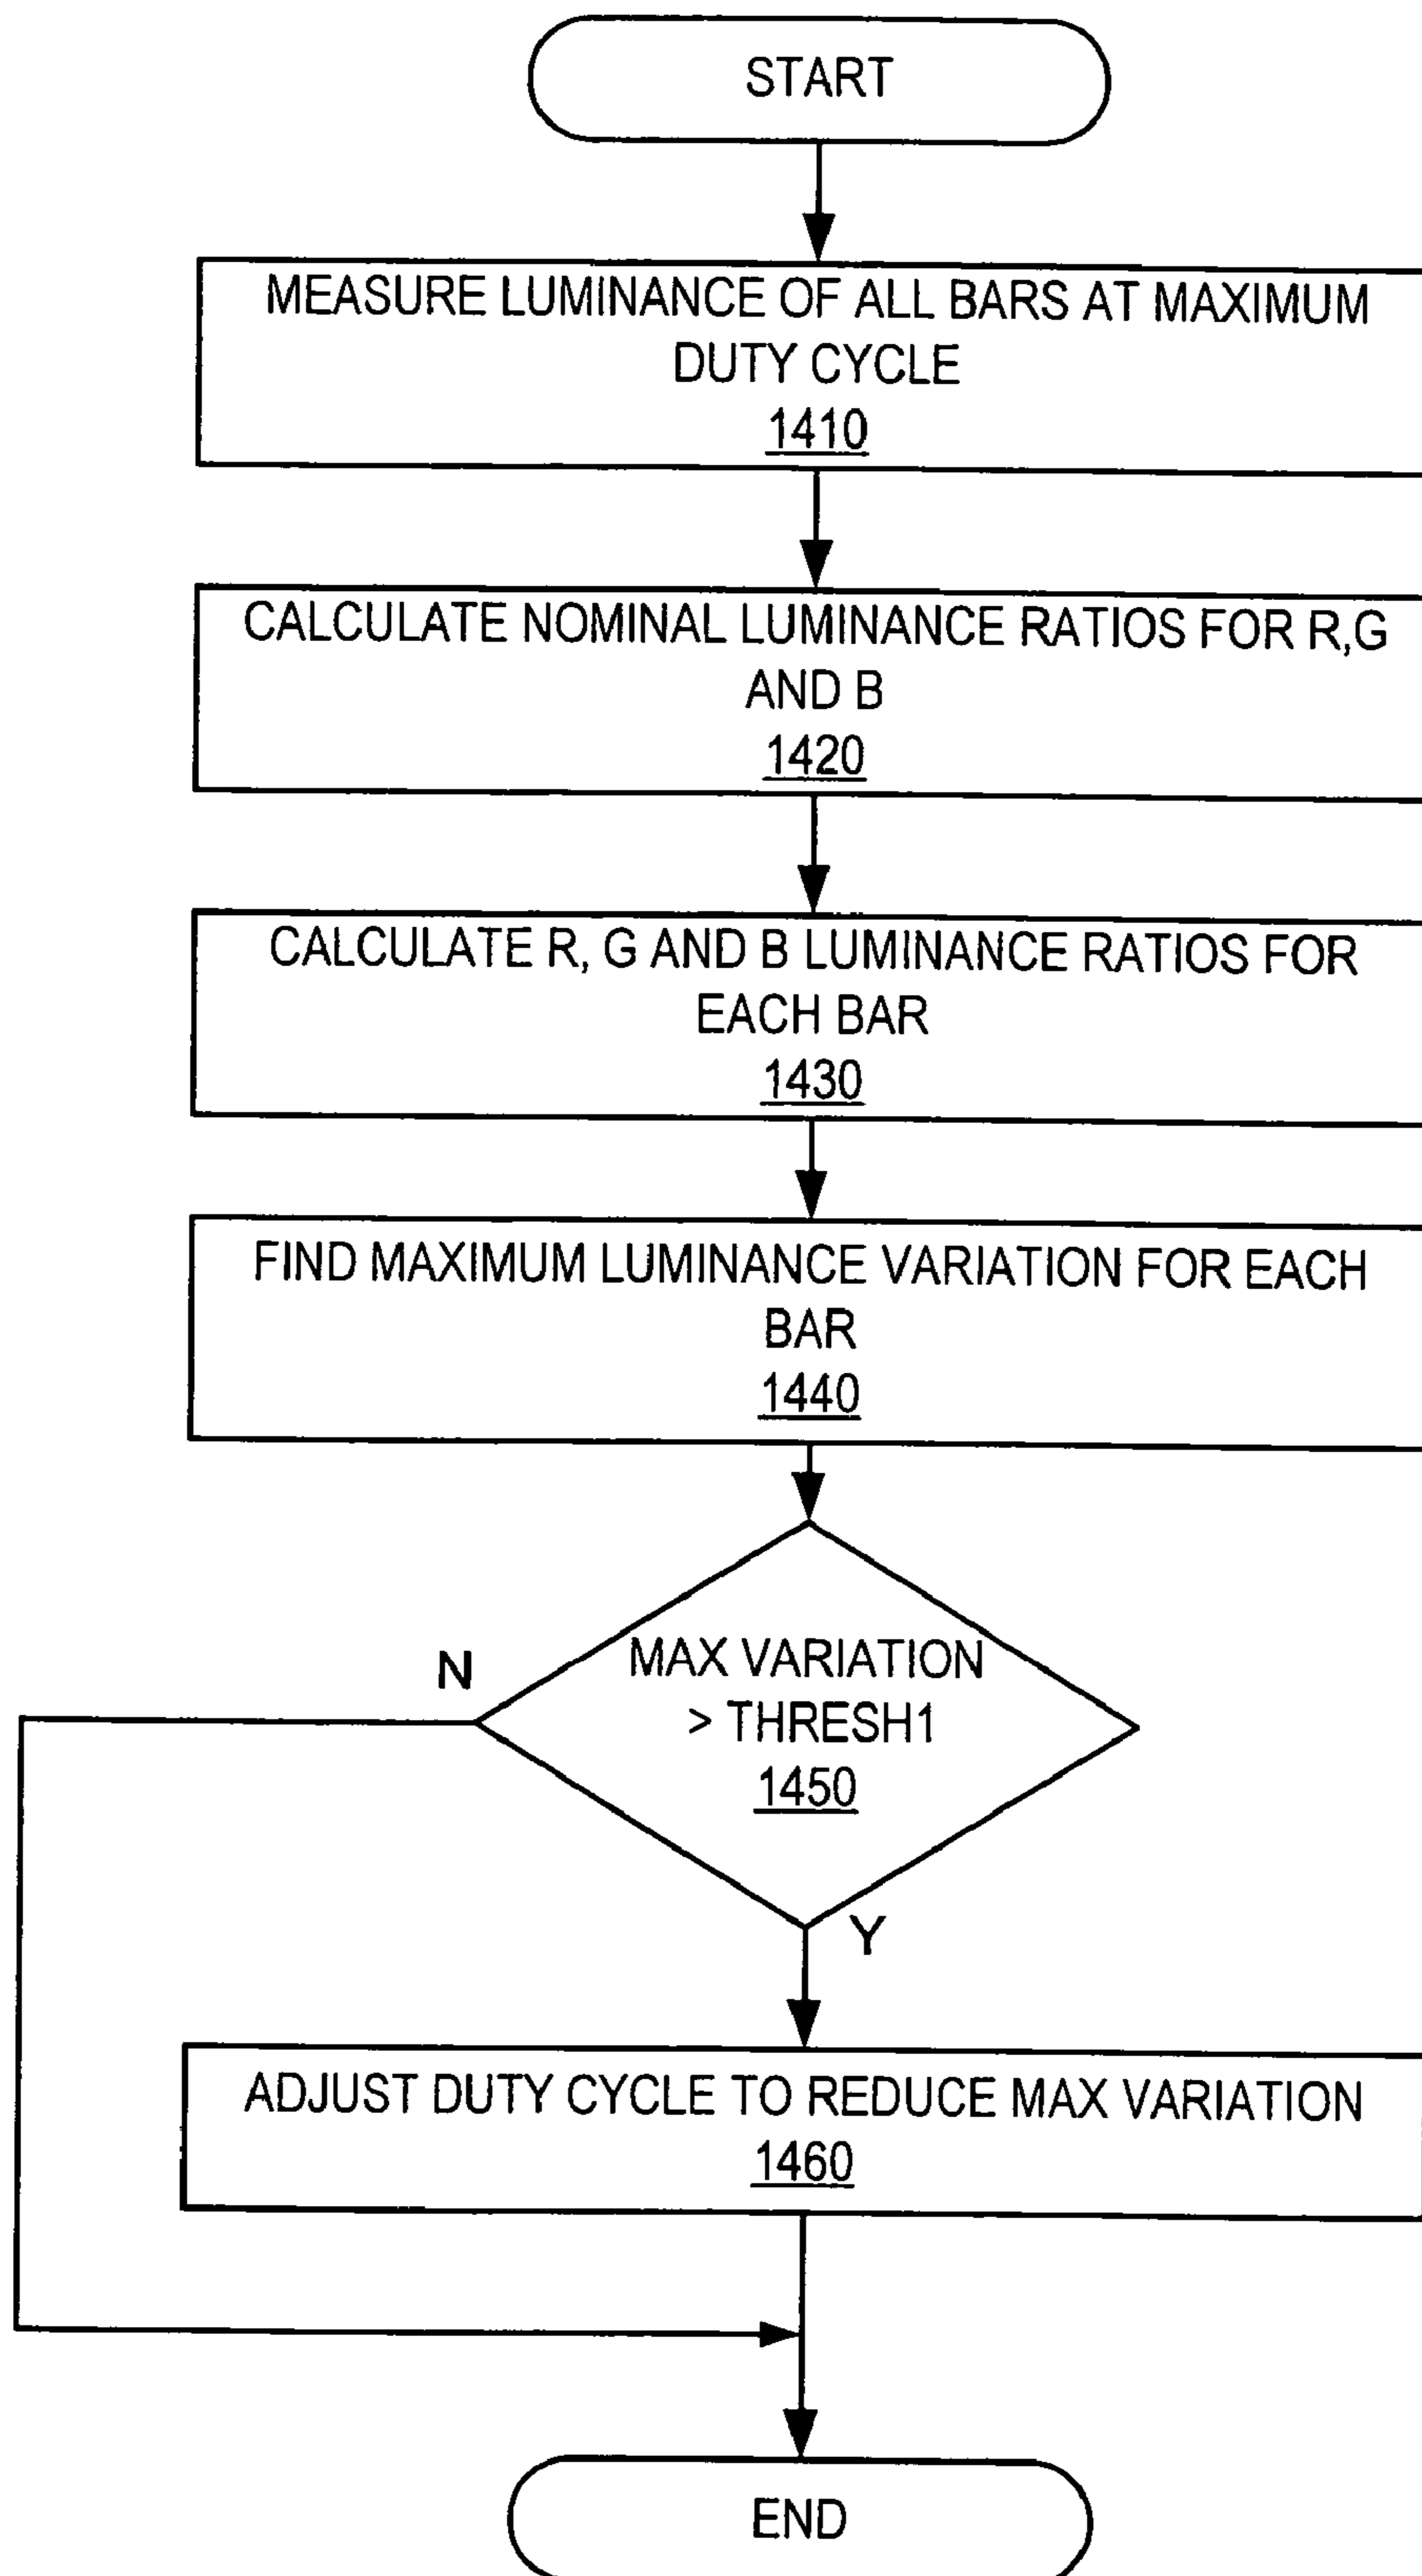 START
MEASURE LUMINANCE OF ALL BARS AT MAXIMUM
DUTY CYCLE
1410
CALCULATE NOMINAL LUMINANCE RATIOS FOR R,G
AND B
1420
CALCULATE R, G AND B LUMINANCE RATIOS FOR
EACH BAR
1430
FIND MAXIMUM LUMINANCE VARIATION FOR EACH
BAR
1440
N
MAX VARIATION
> THRESH1
1450
Y
ADJUST DUTY CYCLE TO REDUCE MAX VARIATION
1460
END